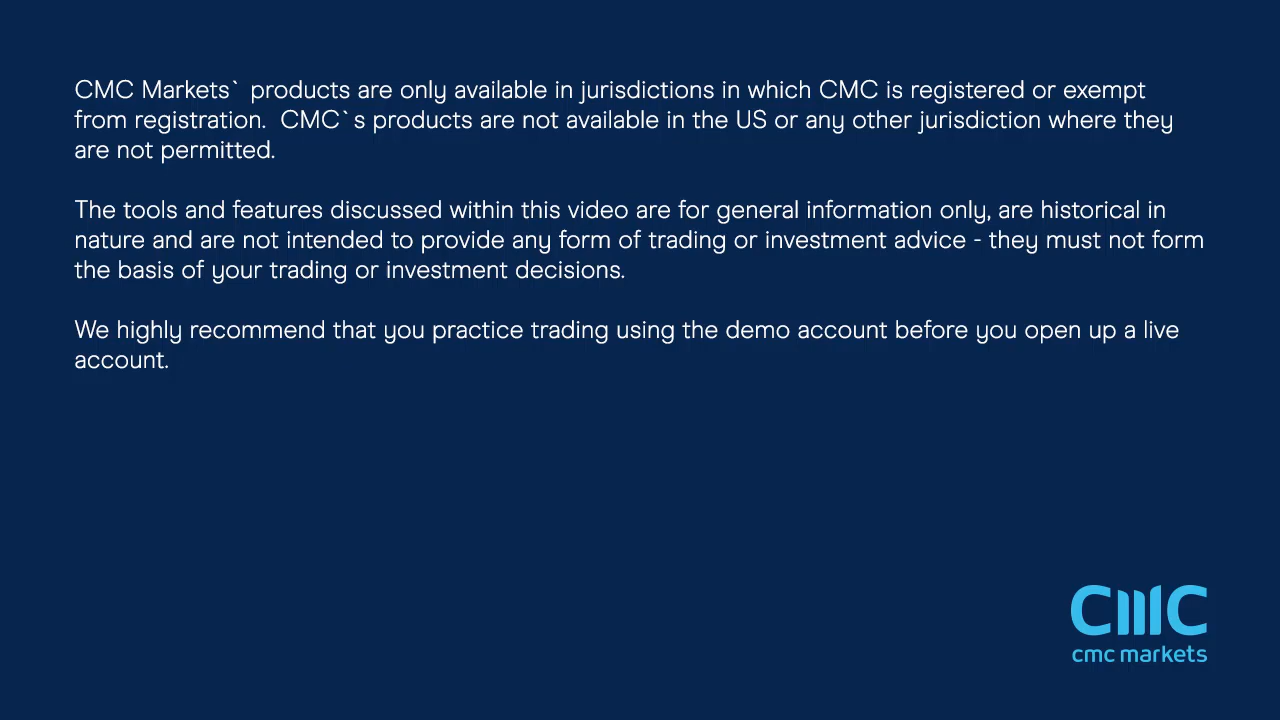 CMC Markets` products are only available in jurisdictions in which CMC is registered or exempt
from registration.  CMC`s products are not available in the US or any other jurisdiction where they
are not permitted.
The tools and features discussed within this video are for general information only, are historical in
nature and are not intended to provide any form of trading or investment advice - they must not form
the basis of your trading or investment decisions.
We highly recommend that you practice trading using the demo account before you open up a live
account.
CMC
cmc markets